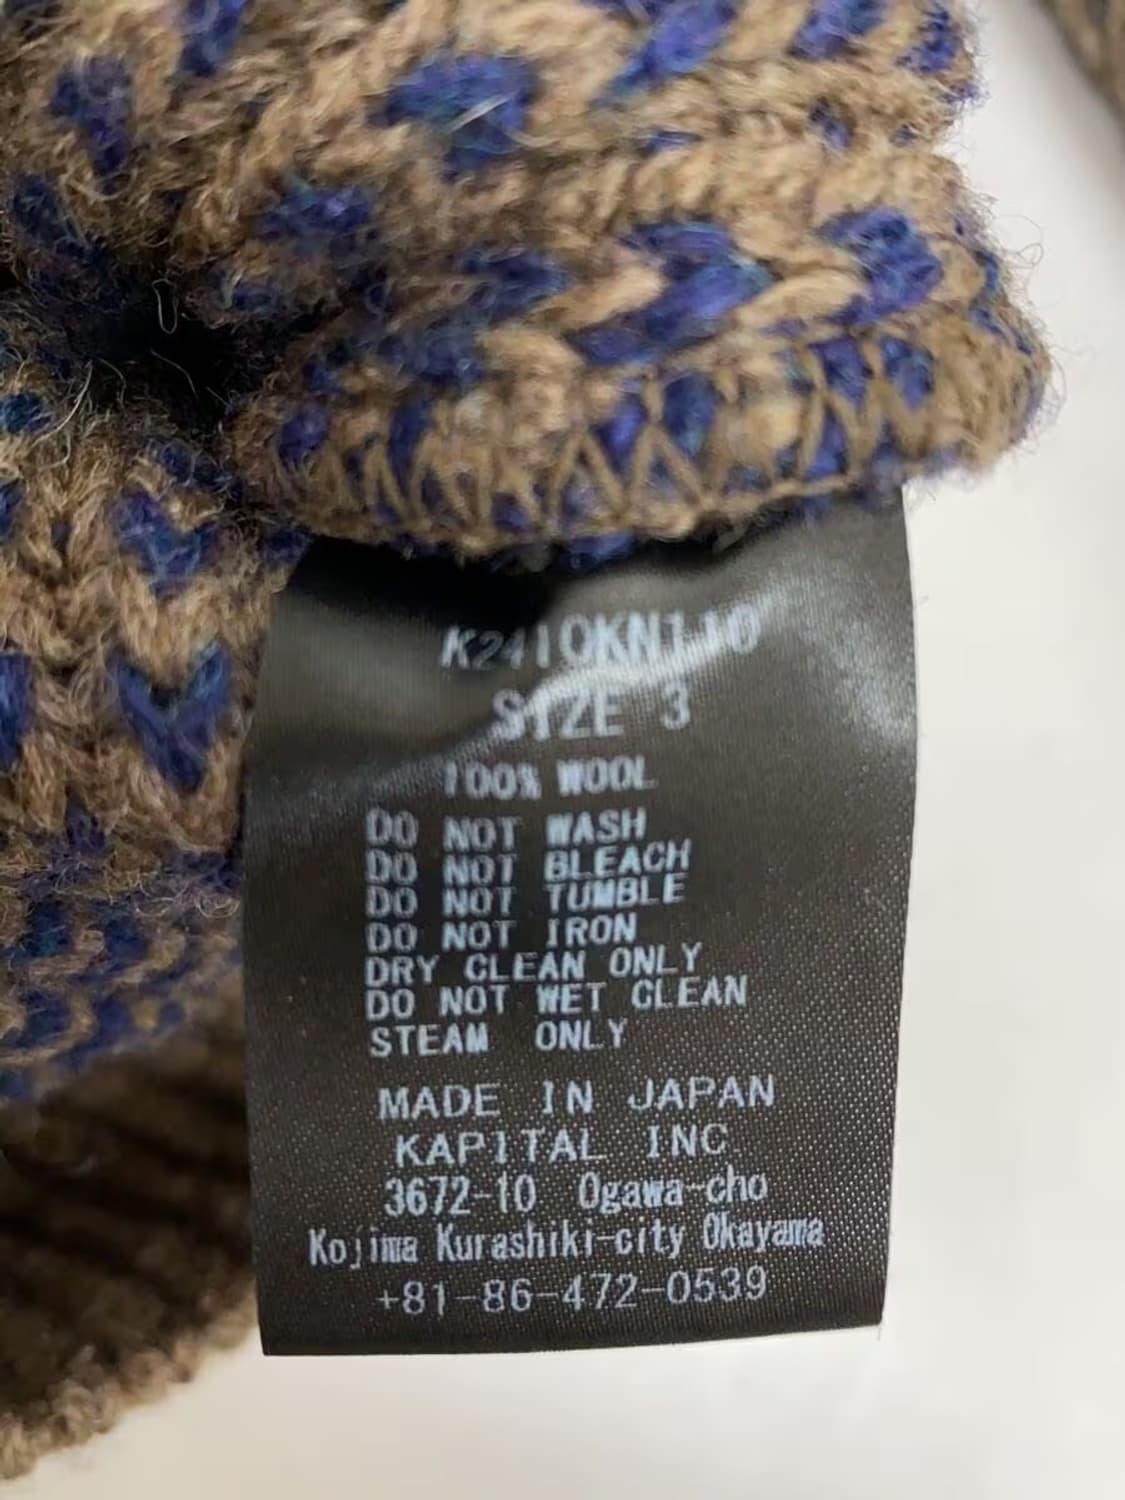 K2410KN110
SIZE 3
100% WOOL
DO NOT WASH
DO NOT BLEACH
DO NOT TUMBLE
DO NOT IRON
DRY CLEAN ONLY
DO NOT WET CLEAN
STEAM ONLY
MADE IN JAPAN
KAPITAL INC.
3672-10 Ogawa-cho
Kojima Kurashiki-city Okayama
+81-86-472-0539